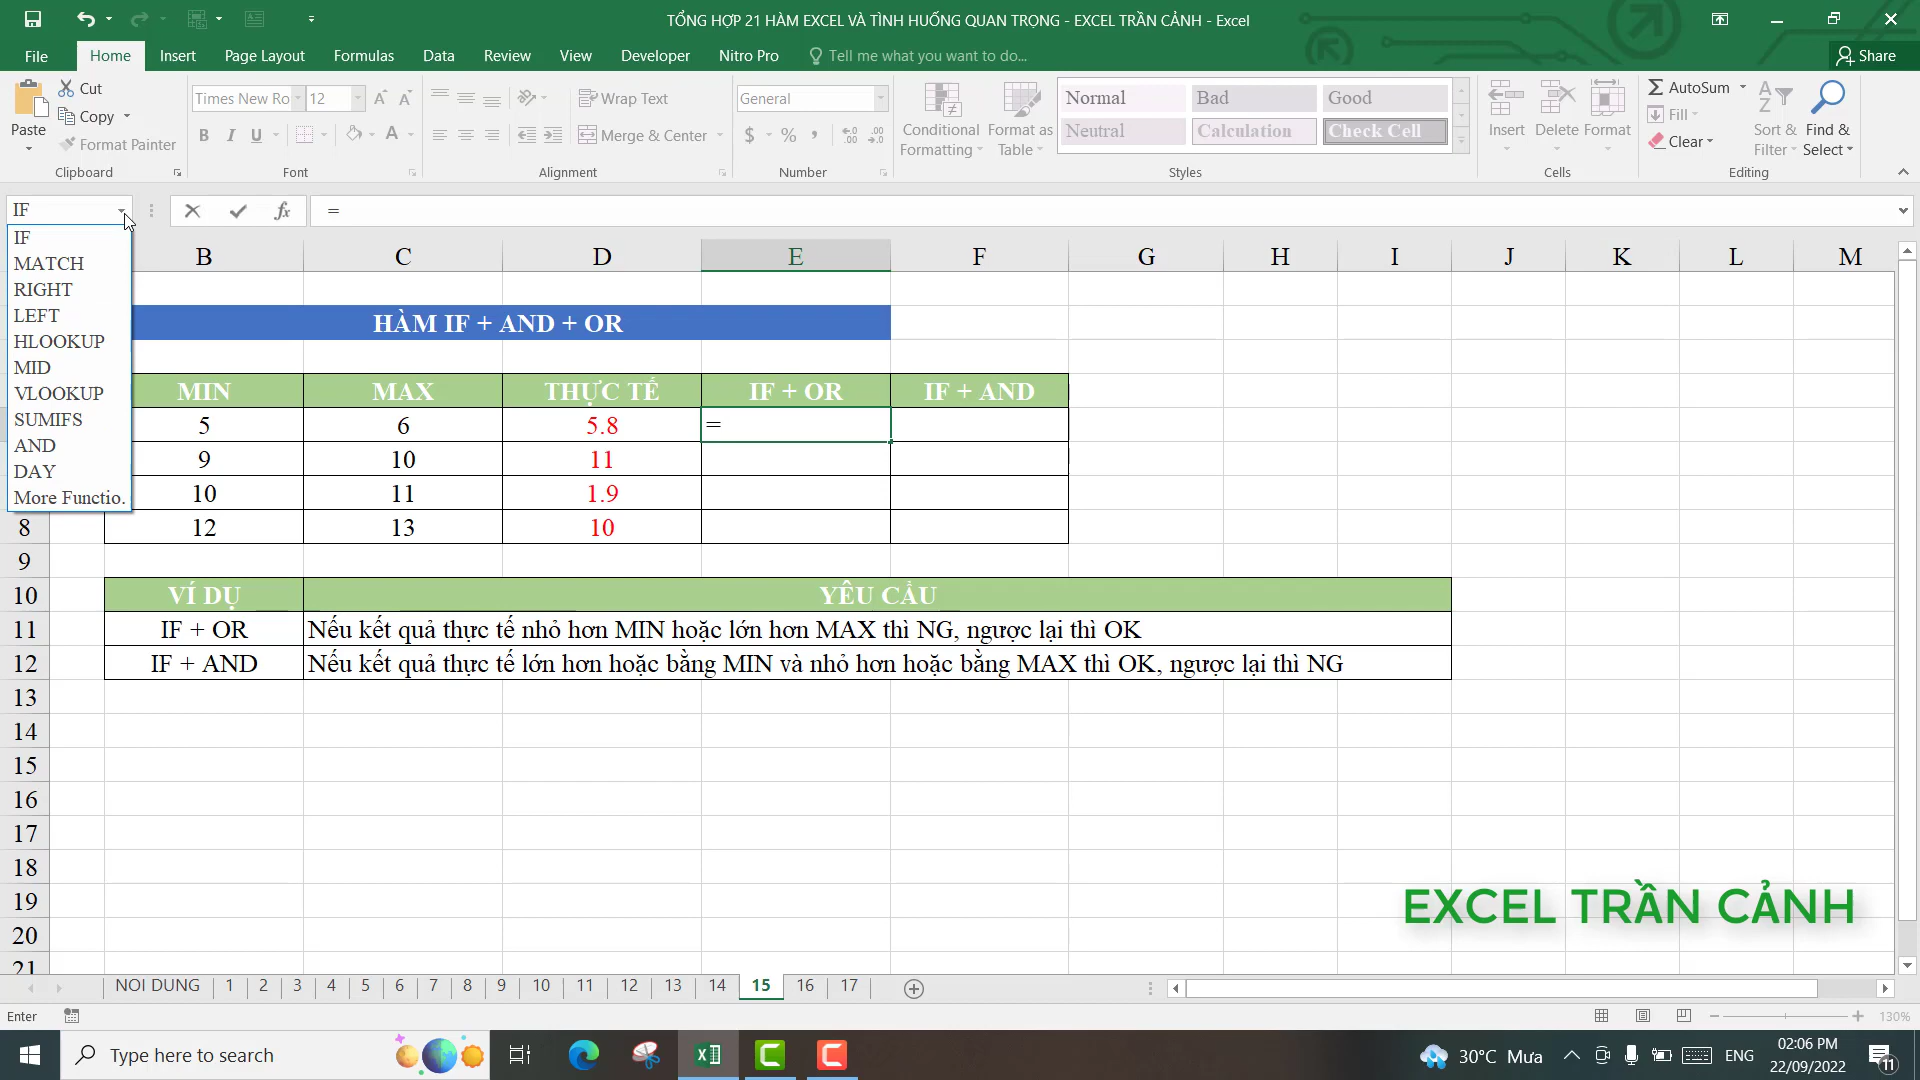 TỔNG HỢP 21 HÀM EXCEL VÀ TÌNH HUỐNG QUAN TRỌNG - EXCEL TRẦN CẢNH - Excel
File Home Insert Page Layout Formulas Data Review View Developer Nitro Pro Tell me what you want to do... Share
Paste
Cut
Copy
Format Painter
Clipboard
Times New Ro 12
B I U
Font
Wrap Text
Merge & Center
Alignment
General
$ % ,
Number
Conditional Formatting
Format as Table
Normal Bad Good
Neutral Calculation Check Cell
Styles
Insert Delete Format
Cells
AutoSum
Fill
Clear
Sort & Filter
Find & Select
Editing
IF fx =
IF
MATCH
RIGHT
LEFT
HLOOKUP
MID
VLOOKUP
SUMIFS
AND
DAY
More Functio.
B C D E F G H I J K L M
HÀM IF + AND + OR
MIN MAX THỰC TẾ IF + OR IF + AND
5 6 5.8 =
9 10 11
10 11 1.9
8 12 13 10
9
10 VÍ DỤ YÊU CẦU
11 IF + OR Nếu kết quả thực tế nhỏ hơn MIN hoặc lớn hơn MAX thì NG, ngược lại thì OK
12 IF + AND Nếu kết quả thực tế lớn hơn hoặc bằng MIN và nhỏ hơn hoặc bằng MAX thì OK, ngược lại thì NG
13
14
15
16
17
18
19
20
21
EXCEL TRẦN CẢNH
NOI DUNG 1 2 3 4 5 6 7 8 9 10 11 12 13 14 15 16 17
Enter 130%
Type here to search
30°C Mưa ENG
02:06 PM
22/09/2022
11